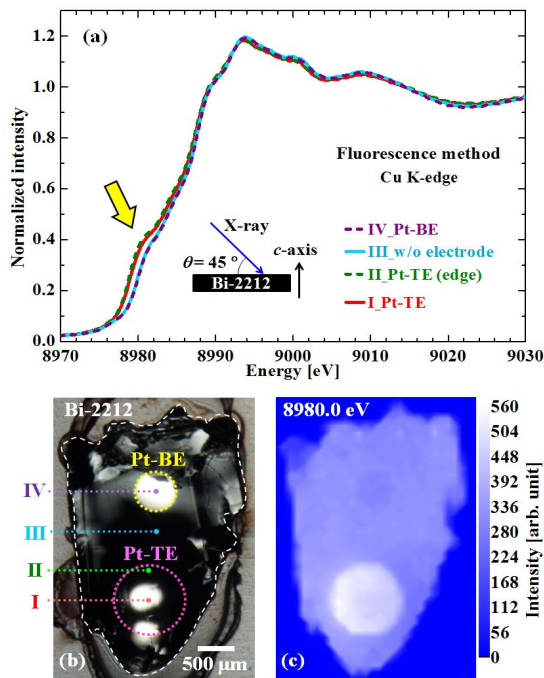 (a)
1.2
1.0
0.8
0.6
0.4
0.2
0.0
Normalized intensity
Fluorescence method
Cu K-edge
X-ray
c-axis
θ= 45 °
Bi-2212
IV_Pt-BE
III_w/o electrode
II_Pt-TE (edge)
I_Pt-TE
8970 8980 8990 9000 9010 9020 9030
Energy [eV]
Bi-2212
Pt-BE
IV
III
Pt-TE
II
I
(b)
500 μm
8980.0 eV
(c)
560
504
448
392
336
280
224
168
112
56
0
Intensity [arb. unit]